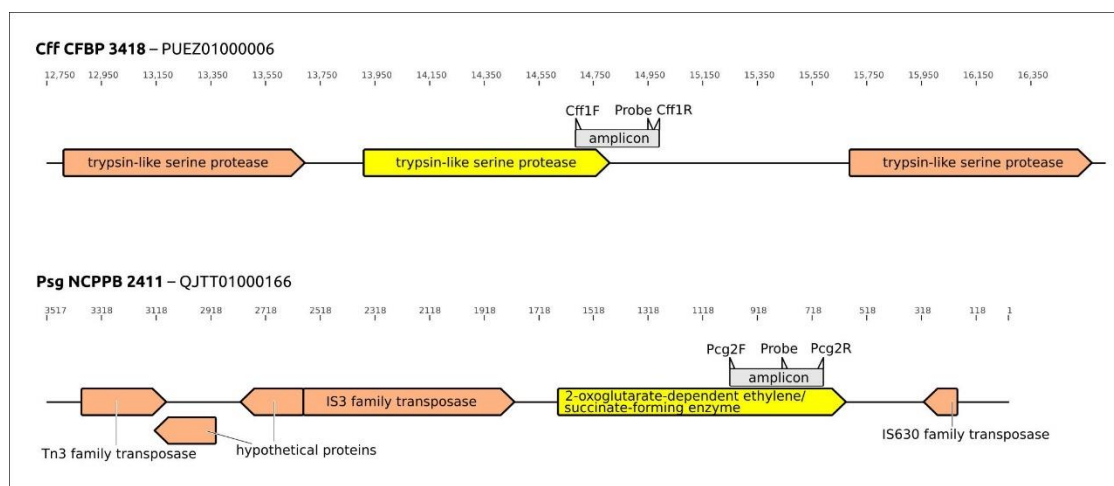 Cff CFBP 3418 – PUEZ01000006
12,750 12,950 13,150 13,350 13,550 13,750 13,950 14,150 14,350 14,550 14,750 14,950 15,150 15,350 15,550 15,750 15,950 16,150 16,350
Cff1F Probe Cff1R
amplicon
trypsin-like serine protease trypsin-like serine protease trypsin-like serine protease
Psg NCPPB 2411 – QJTT01000166
3517 3318 3118 2918 2718 2518 2318 2118 1918 1718 1518 1318 1118 918 718 518 318 118 1
Pcg2F Probe Pcg2R
amplicon
IS3 family transposase
2-oxoglutarate-dependent ethylene/
succinate-forming enzyme
Tn3 family transposase
hypothetical proteins
IS630 family transposase